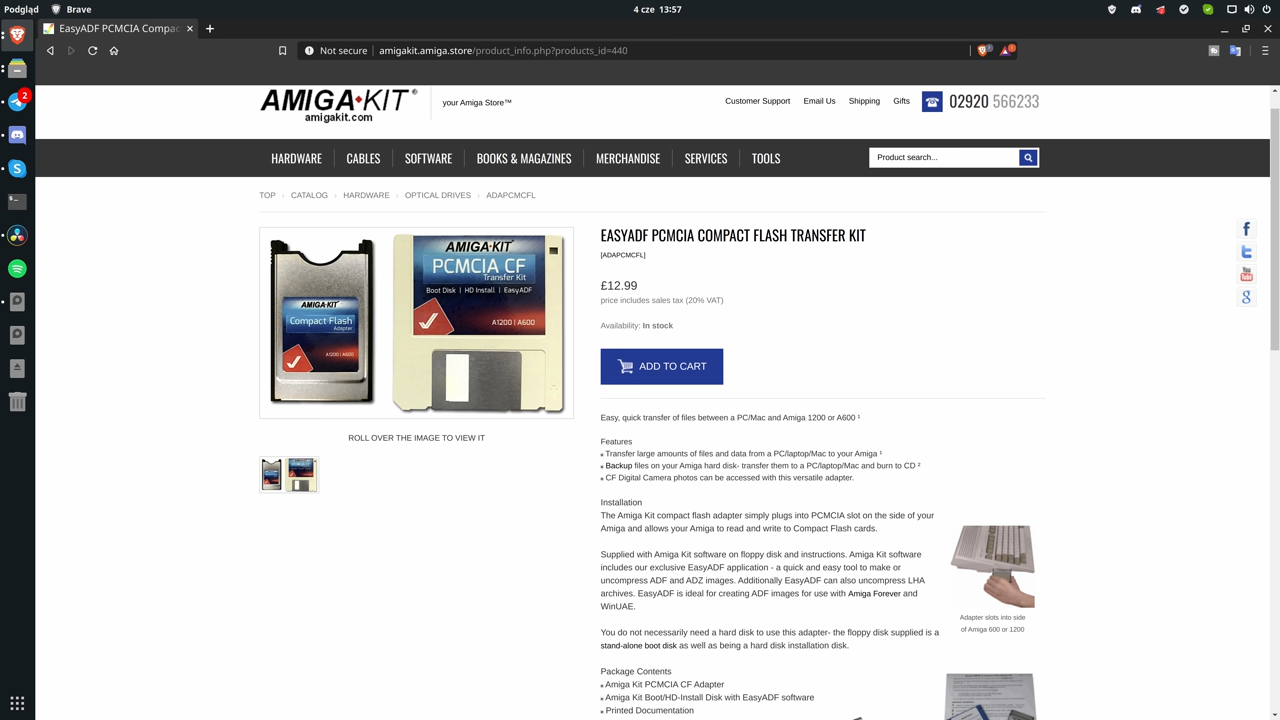 Podgląd Brave 4 cze 13:57
EasyADF PCMCIA Compac
Not secure amigakit.amiga.store/product_info.php?products_id=440
2
AMIGA KIT ®
amigakit.com
your Amiga Store™
Customer Support Email Us Shipping Gifts 02920 566233
HARDWARE CABLES SOFTWARE BOOKS & MAGAZINES MERCHANDISE SERVICES TOOLS
Product search...
TOP › CATALOG › HARDWARE › OPTICAL DRIVES › ADAPCMCFL
AMIGA KIT
Compact Flash
Adapter
A1200 | A600
AMIGA KIT
PCMCIA CF
Transfer Kit
Boot Disk | HD Install | EasyADF
A1200 | A600
ROLL OVER THE IMAGE TO VIEW IT
EASYADF PCMCIA COMPACT FLASH TRANSFER KIT
[ADAPCMCFL]
£12.99
price includes sales tax (20% VAT)
Availability: In stock
ADD TO CART
Easy, quick transfer of files between a PC/Mac and Amiga 1200 or A600 ¹
Features
Transfer large amounts of files and data from a PC/laptop/Mac to your Amiga ¹
Backup files on your Amiga hard disk- transfer them to a PC/laptop/Mac and burn to CD ²
CF Digital Camera photos can be accessed with this versatile adapter.
Installation
The Amiga Kit compact flash adapter simply plugs into PCMCIA slot on the side of your
Amiga and allows your Amiga to read and write to Compact Flash cards.
Supplied with Amiga Kit software on floppy disk and instructions. Amiga Kit software
includes our exclusive EasyADF application - a quick and easy tool to make or
uncompress ADF and ADZ images. Additionally EasyADF can also uncompress LHA
archives. EasyADF is ideal for creating ADF images for use with Amiga Forever and
WinUAE.
Adapter slots into side
of Amiga 600 or 1200
You do not necessarily need a hard disk to use this adapter- the floppy disk supplied is a
stand-alone boot disk as well as being a hard disk installation disk.
Package Contents
Amiga Kit PCMCIA CF Adapter
Amiga Kit Boot/HD-Install Disk with EasyADF software
Printed Documentation